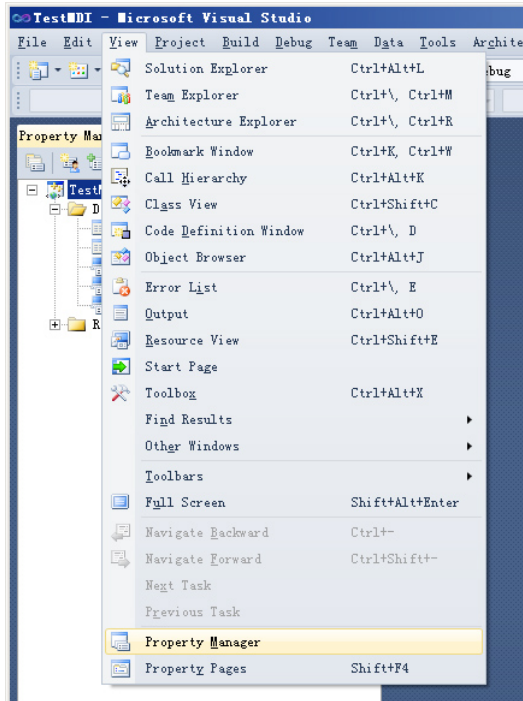 TestMDI - Microsoft Visual Studio
File Edit View Project Build Debug Team Data Tools Archite
Solution Explorer Ctrl+Alt+L
bug
Team Explorer Ctrl+\, Ctrl+M
Architecture Explorer Ctrl+\, Ctrl+R
Property Ma
Bookmark Window Ctrl+K, Ctrl+W
Call Hierarchy Ctrl+Alt+K
Test
Class View Ctrl+Shift+C
D
Code Definition Window Ctrl+\, D
Object Browser Ctrl+Alt+J
Error List Ctrl+\, E
Output Ctrl+Alt+O
R
Resource View Ctrl+Shift+E
Start Page
Toolbox Ctrl+Alt+X
Find Results
Other Windows
Toolbars
Full Screen Shift+Alt+Enter
Navigate Backward Ctrl+-
Navigate Forward Ctrl+Shift+-
Next Task
Previous Task
Property Manager
Property Pages Shift+F4